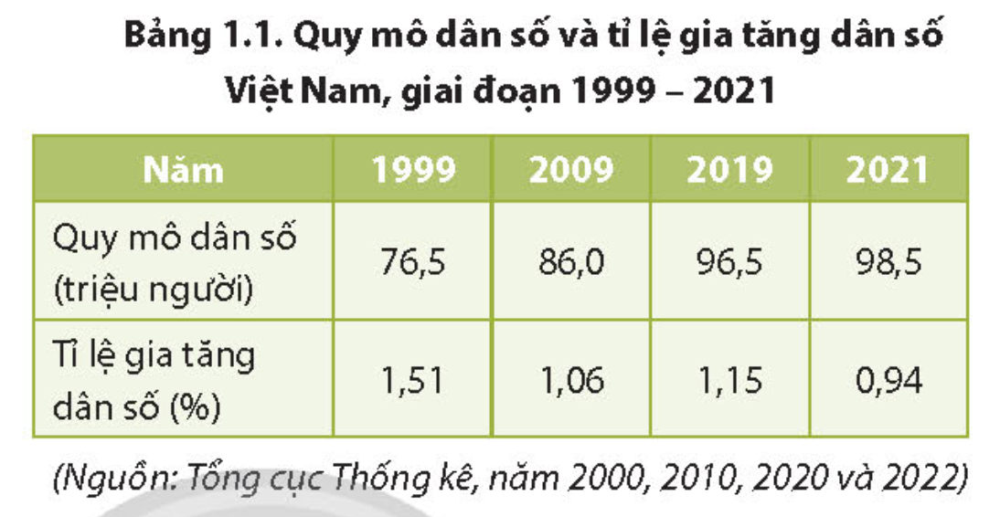 Bảng 1.1. Quy mô dân số và tỉ lệ gia tăng dân số
Việt Nam, giai đoạn 1999 – 2021
Năm 1999 2009 2019 2021
Quy mô dân số
(triệu người) 76,5 86,0 96,5 98,5
Tỉ lệ gia tăng
dân số (%) 1,51 1,06 1,15 0,94
(Nguồn: Tổng cục Thống kê, năm 2000, 2010, 2020 và 2022)